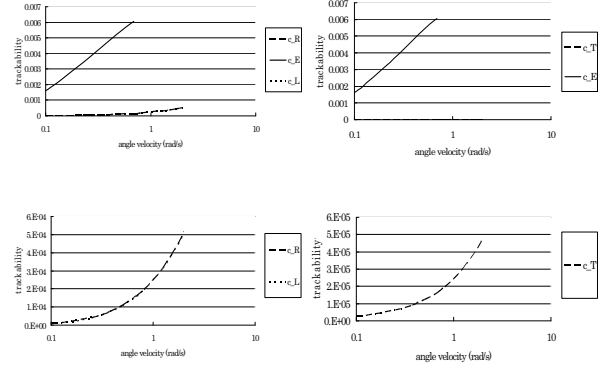 0.007
0.006
0.005
0.004
0.003
0.002
0.001
0
trackability
0.1 1 10
angle velocity (rad/s)
c_R
c_E
c_L
0.007
0.006
0.005
0.004
0.003
0.002
0.001
0
trackability
0.1 1 10
angle velocity (rad/s)
c_T
c_E
6.E-04
5.E-04
4.E-04
3.E-04
2.E-04
1.E-04
0.E+00
trackability
0.1 1 10
angle velocity (rad/s)
c_R
c_L
6.E-05
5.E-05
4.E-05
3.E-05
2.E-05
1.E-05
0.E+00
trackability
0.1 1 10
angle velocity (rad/s)
c_T